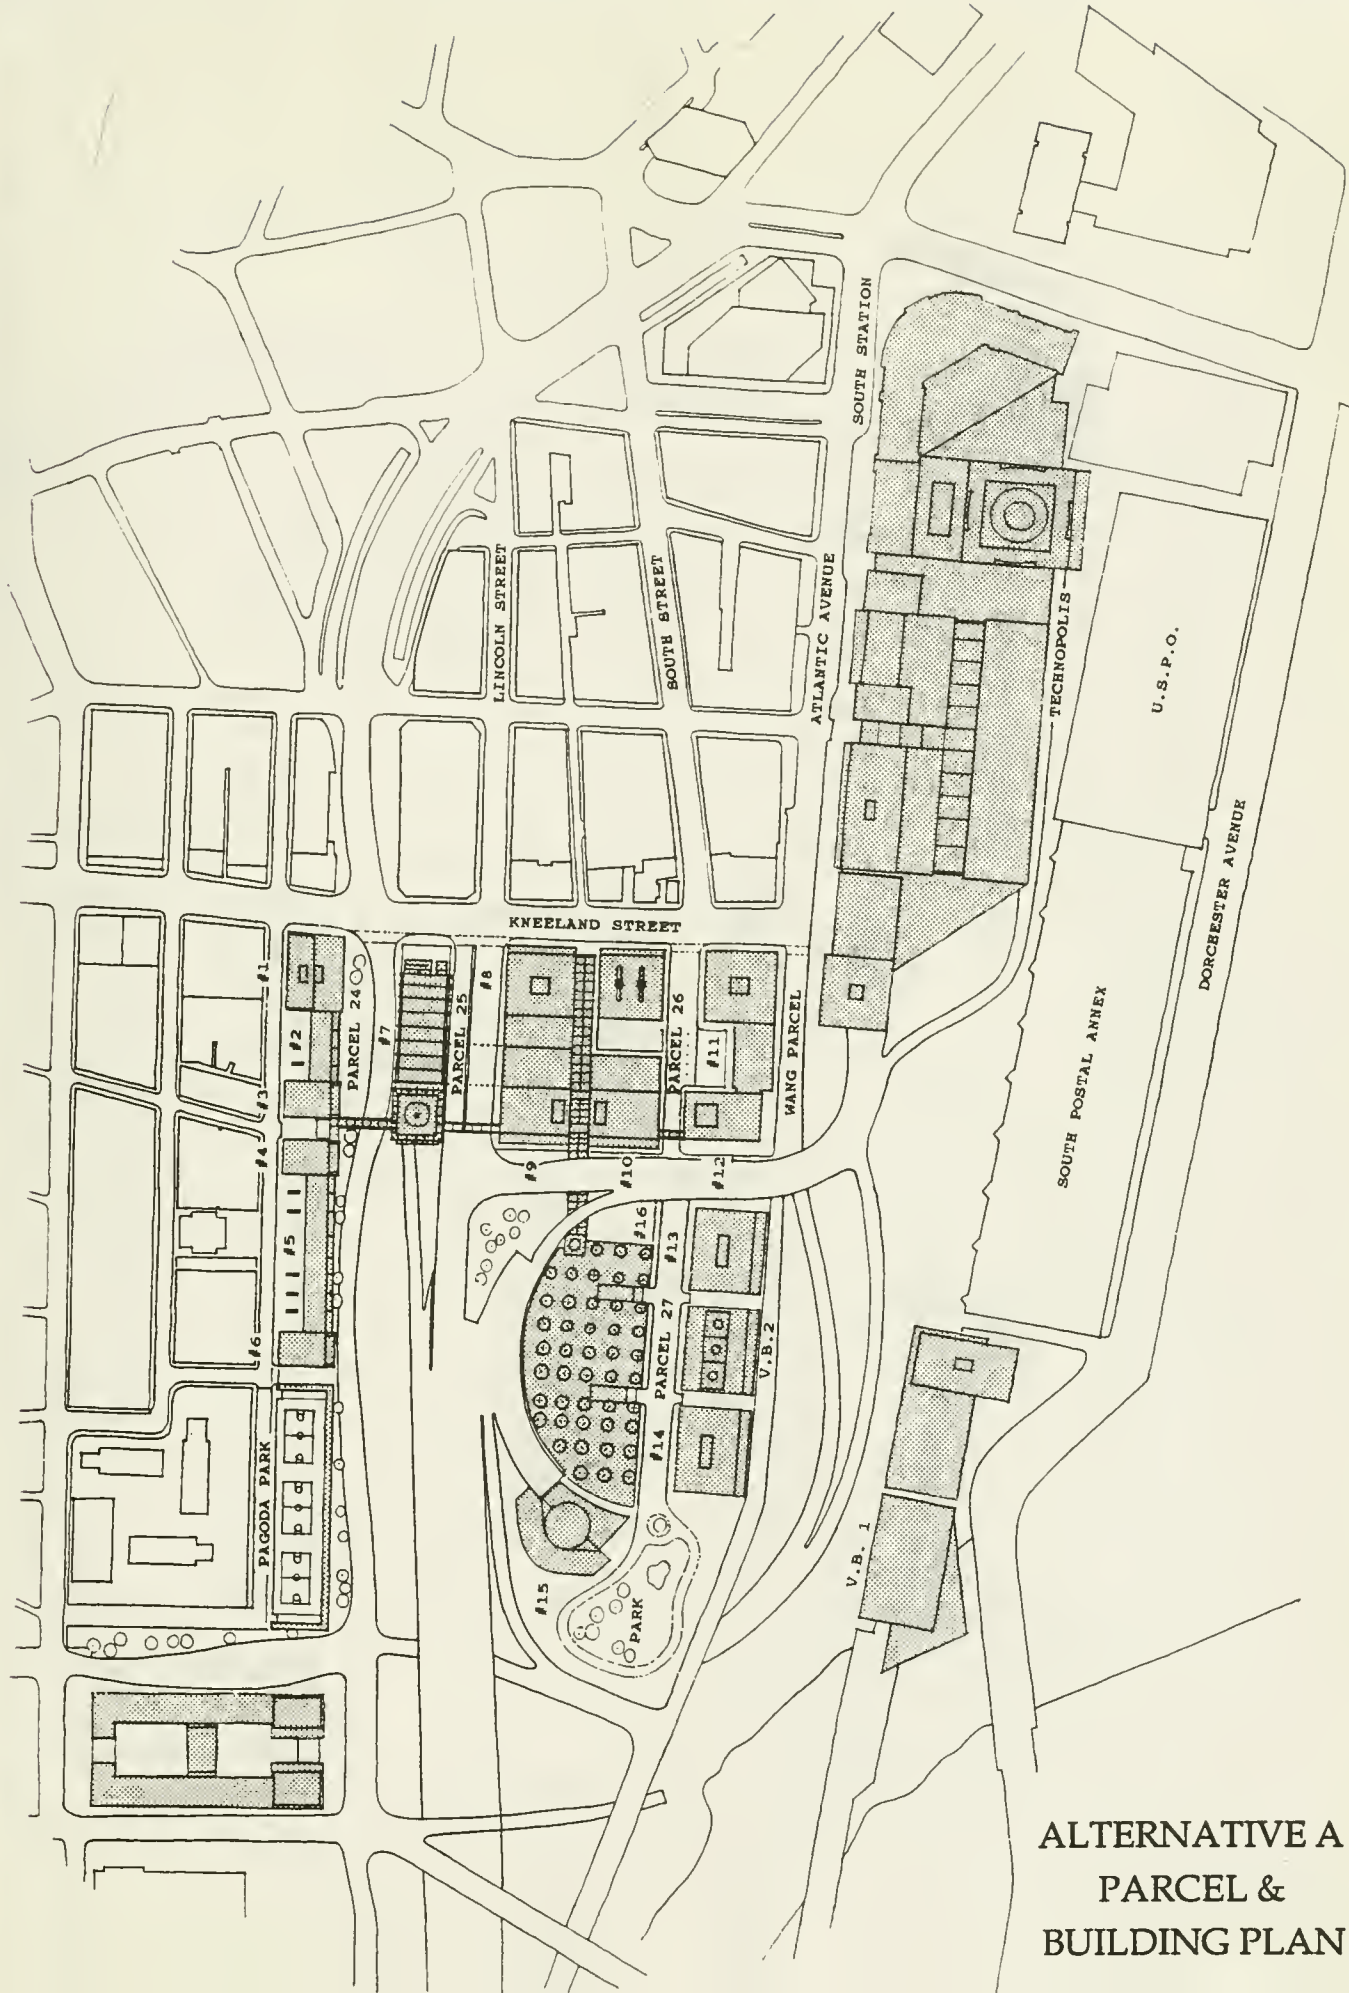 SOUTH STATION
LINCOLN STREET
SOUTH STREET
ATLANTIC AVENUE
TECHNOPOLIS
U.S.P.O.
DORCHESTER AVENUE
KNEELAND STREET
#1
#2
#3
PARCEL 24
#7
PARCEL 25
#8
PARCEL 26
#11
WANG PARCEL
SOUTH POSTAL ANNEX
#4
#5
#6
#9
#10
#12
#16
#13
PARCEL 27
V.B.2
#14
PAGODA PARK
#15
PARK
V.B. 1
ALTERNATIVE A
PARCEL &
BUILDING PLAN